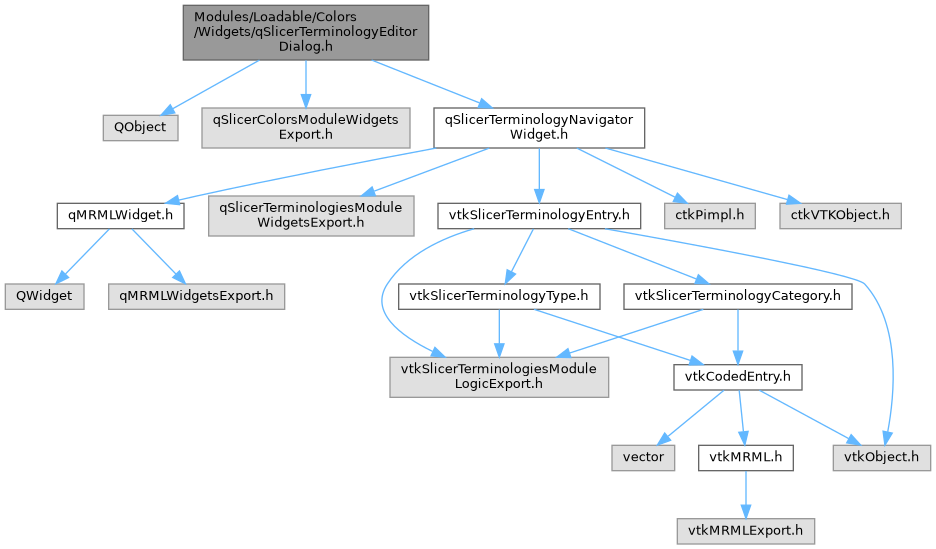 Modules/Loadable/Colors
/Widgets/qSlicerTerminologyEditor
Dialog.h
QObject
qSlicerColorsModuleWidgets
Export.h
qSlicerTerminologyNavigator
Widget.h
qMRMLWidget.h
qSlicerTerminologiesModule
WidgetsExport.h
vtkSlicerTerminologyEntry.h
ctkPimpl.h
ctkVTKObject.h
QWidget
qMRMLWidgetsExport.h
vtkSlicerTerminologyType.h
vtkSlicerTerminologyCategory.h
vtkSlicerTerminologiesModule
LogicExport.h
vtkCodedEntry.h
vector
vtkMRML.h
vtkObject.h
vtkMRMLExport.h